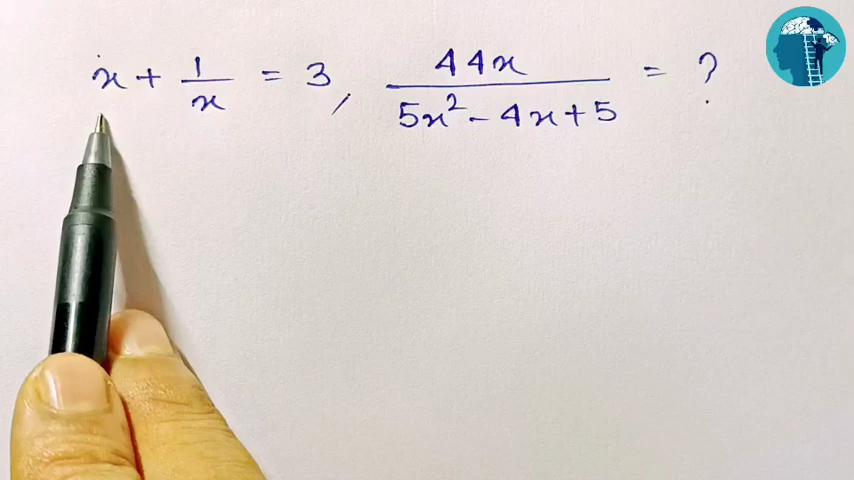 x + 1/x = 3, 44x/(5x² - 4x + 5) = ?